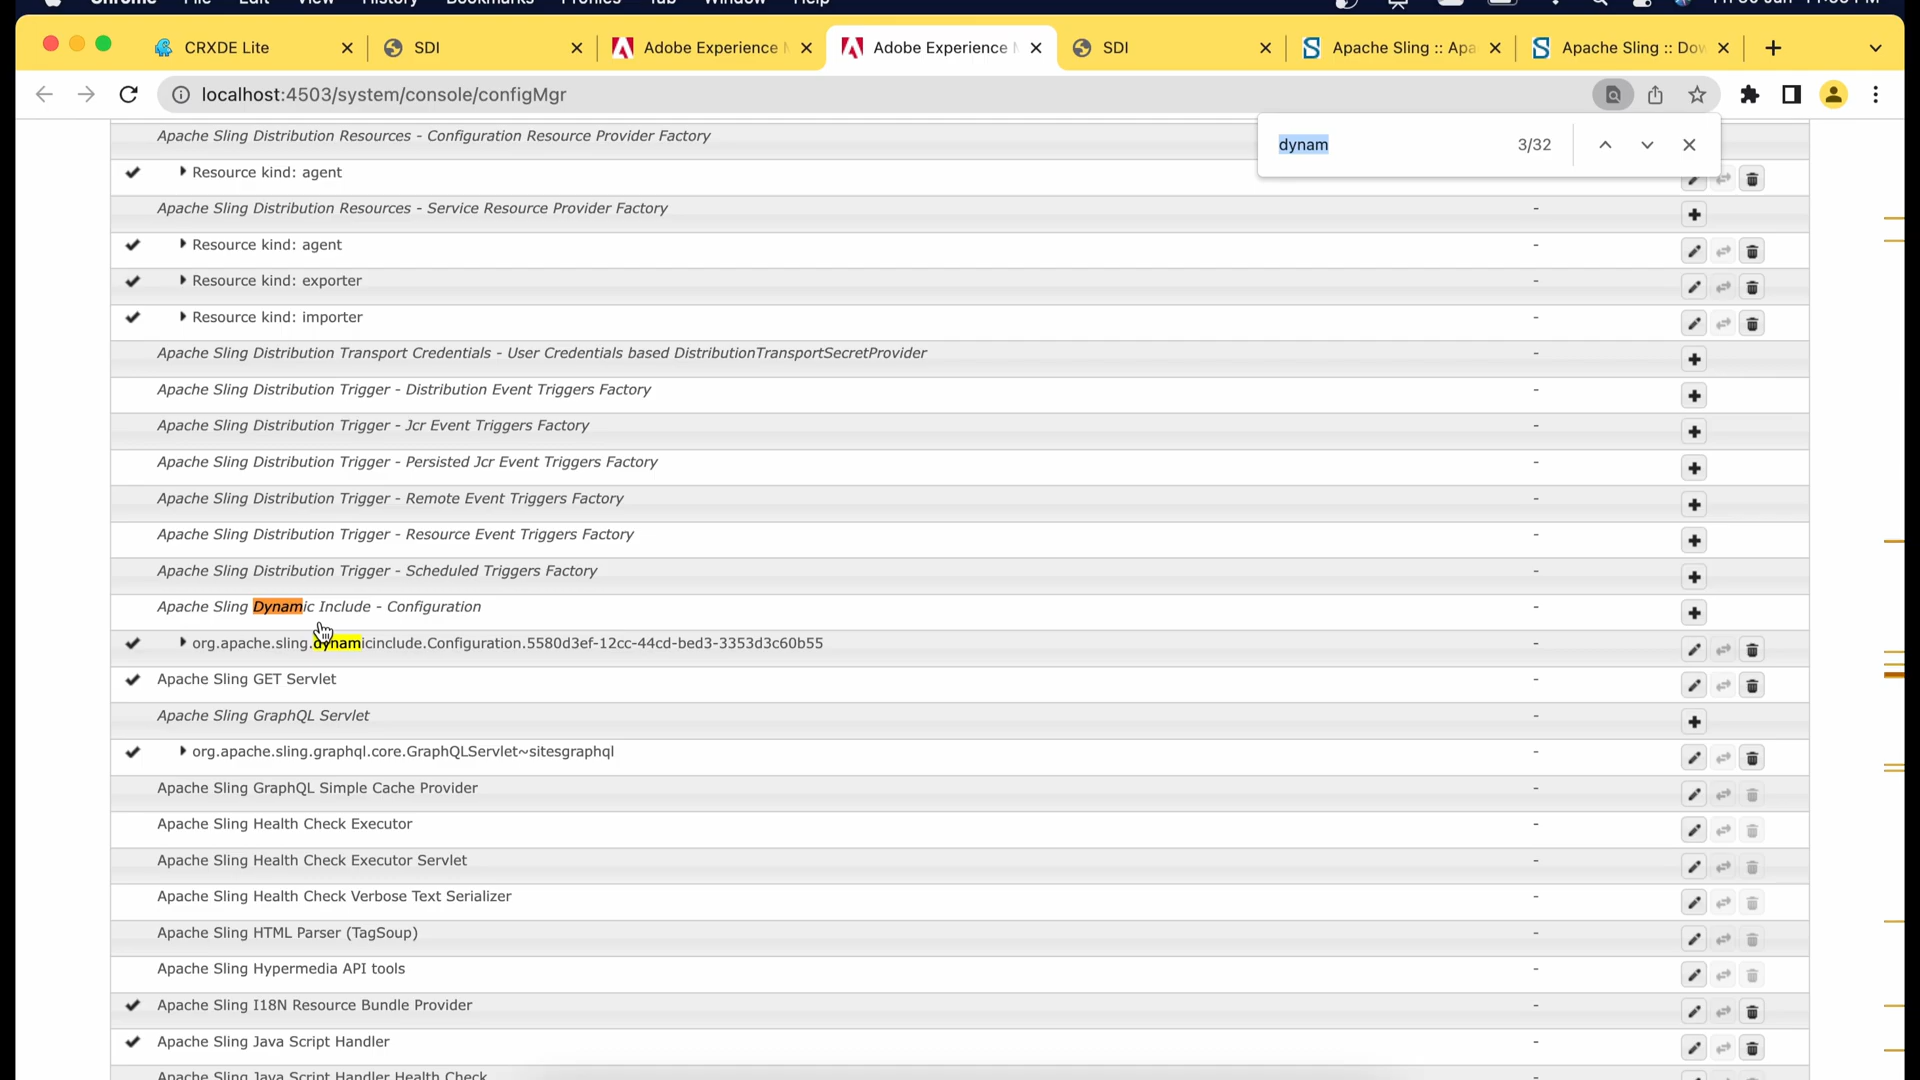 CRXDE Lite
SDI
Adobe Experience
Adobe Experience
SDI
Apache Sling :: Apa
Apache Sling :: Dow
localhost:4503/system/console/configMgr
dynam
3/32
Apache Sling Distribution Resources - Configuration Resource Provider Factory
Resource kind: agent
Apache Sling Distribution Resources - Service Resource Provider Factory -
Resource kind: agent -
Resource kind: exporter -
Resource kind: importer -
Apache Sling Distribution Transport Credentials - User Credentials based DistributionTransportSecretProvider -
Apache Sling Distribution Trigger - Distribution Event Triggers Factory -
Apache Sling Distribution Trigger - Jcr Event Triggers Factory -
Apache Sling Distribution Trigger - Persisted Jcr Event Triggers Factory -
Apache Sling Distribution Trigger - Remote Event Triggers Factory -
Apache Sling Distribution Trigger - Resource Event Triggers Factory -
Apache Sling Distribution Trigger - Scheduled Triggers Factory -
Apache Sling Dynamic Include - Configuration -
org.apache.sling.dynamicinclude.Configuration.5580d3ef-12cc-44cd-bed3-3353d3c60b55 -
Apache Sling GET Servlet -
Apache Sling GraphQL Servlet -
org.apache.sling.graphql.core.GraphQLServlet~sitesgraphql -
Apache Sling GraphQL Simple Cache Provider -
Apache Sling Health Check Executor -
Apache Sling Health Check Executor Servlet -
Apache Sling Health Check Verbose Text Serializer -
Apache Sling HTML Parser (TagSoup) -
Apache Sling Hypermedia API tools -
Apache Sling I18N Resource Bundle Provider -
Apache Sling Java Script Handler -
Apache Sling Java Script Handler Health Check